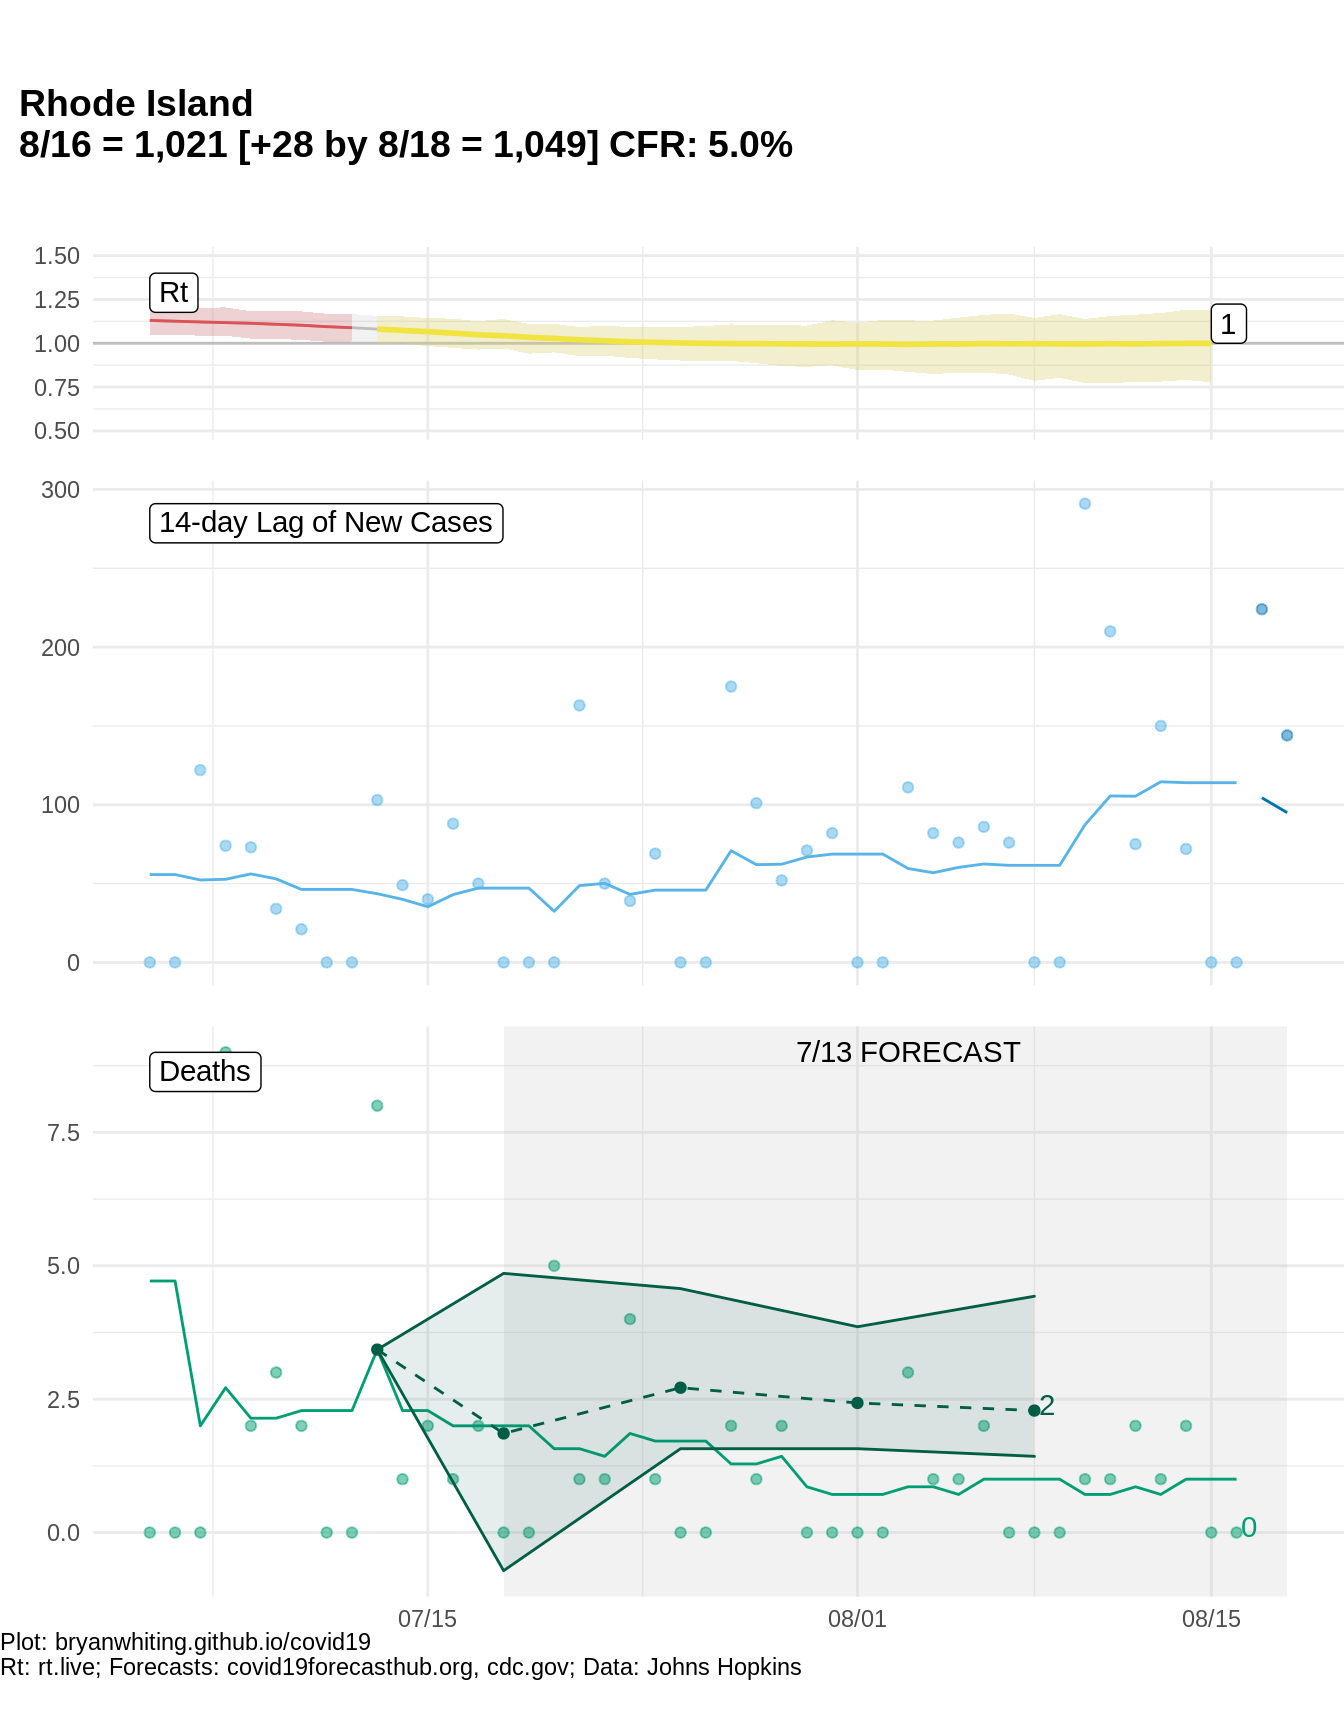 Rhode Island
8/16 = 1,021 [+28 by 8/18 = 1,049] CFR: 5.0%
1.50
1.25
1.00
0.75
0.50
Rt
1
300
200
100
0
14-day Lag of New Cases
7/13 FORECAST
Deaths
7.5
5.0
2.5
0.0
2
0
07/15
08/01
08/15
Plot: bryanwhiting.github.io/covid19
Rt: rt.live; Forecasts: covid19forecasthub.org, cdc.gov; Data: Johns Hopkins